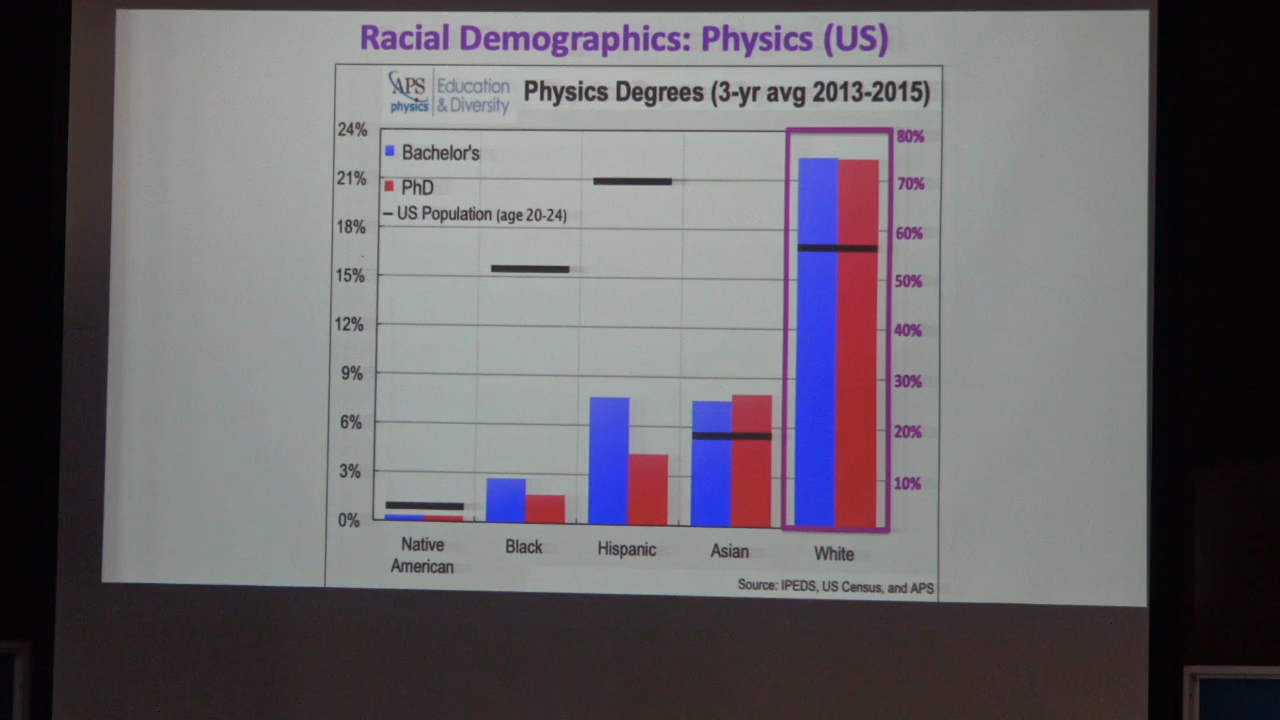 Racial Demographics: Physics (US)
APS
physics
Education
& Diversity
Physics Degrees (3-yr avg 2013-2015)
24%
21%
18%
15%
12%
9%
6%
3%
0%
Bachelor's
PhD
US Population (age 20-24)
80%
70%
60%
50%
40%
30%
20%
10%
Native
American
Black
Hispanic
Asian
White
Source: IPEDS, US Census, and APS